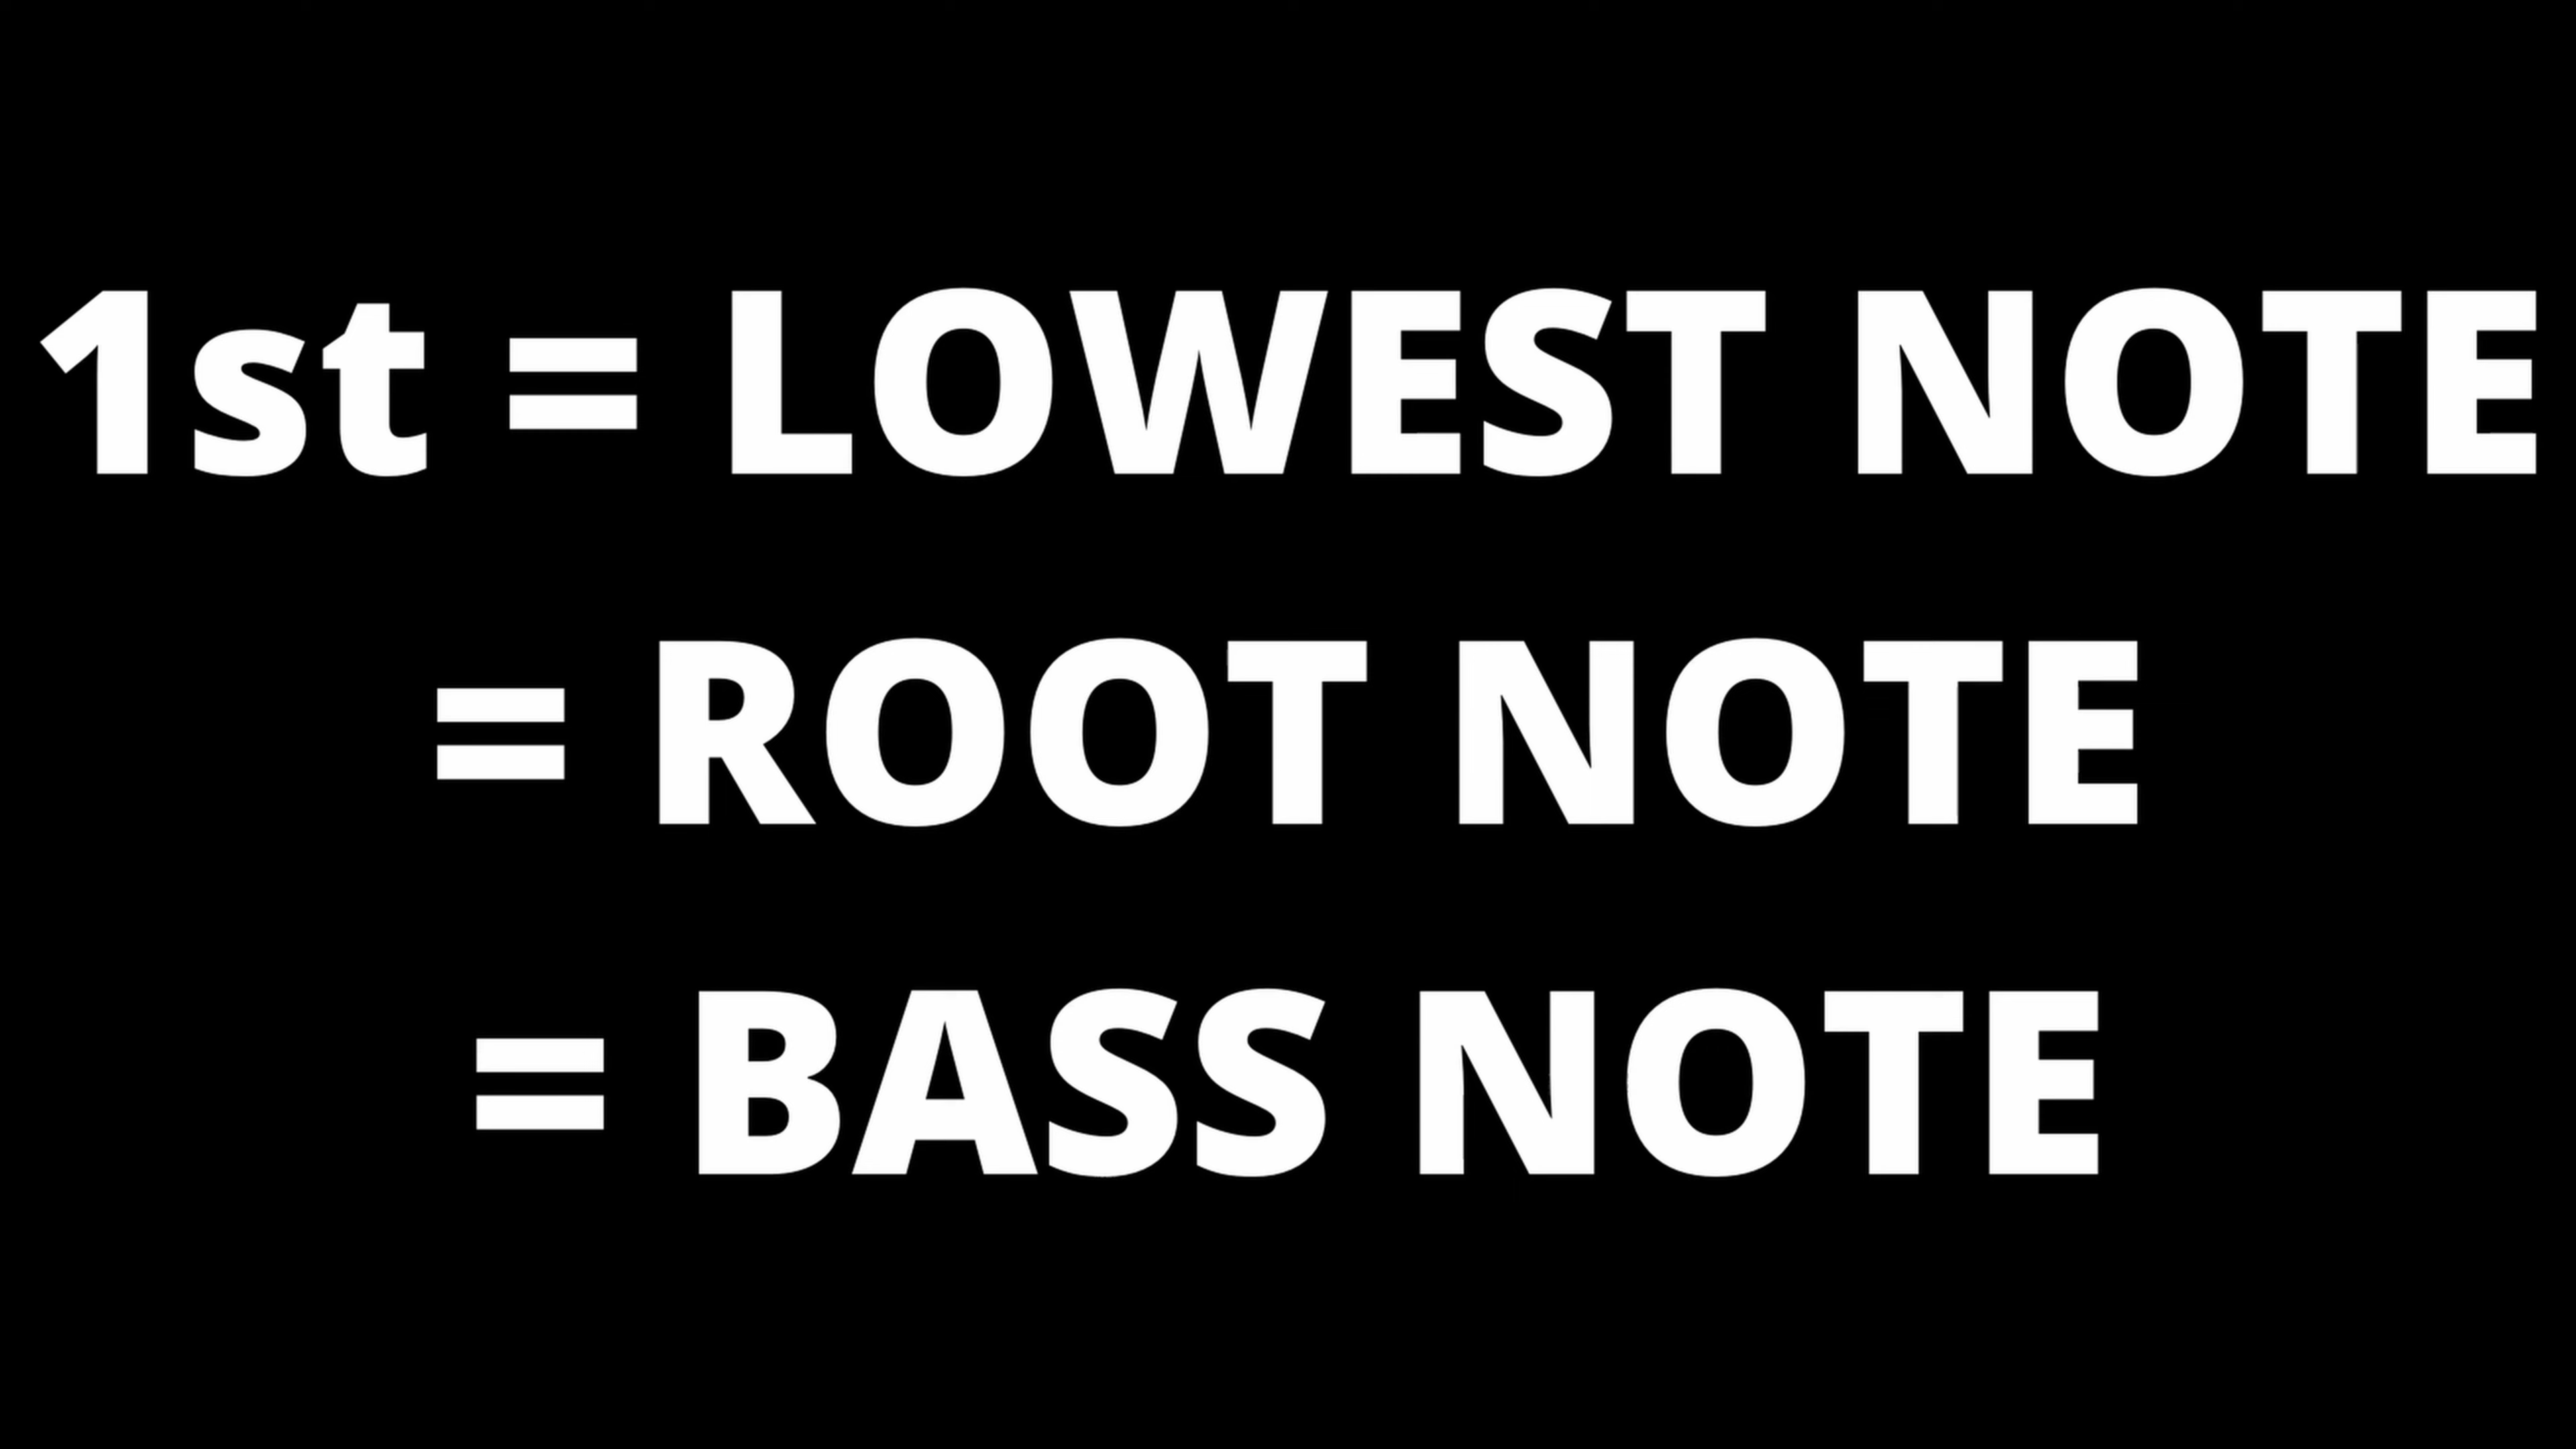 1st = LOWEST NOTE
= ROOT NOTE
= BASS NOTE